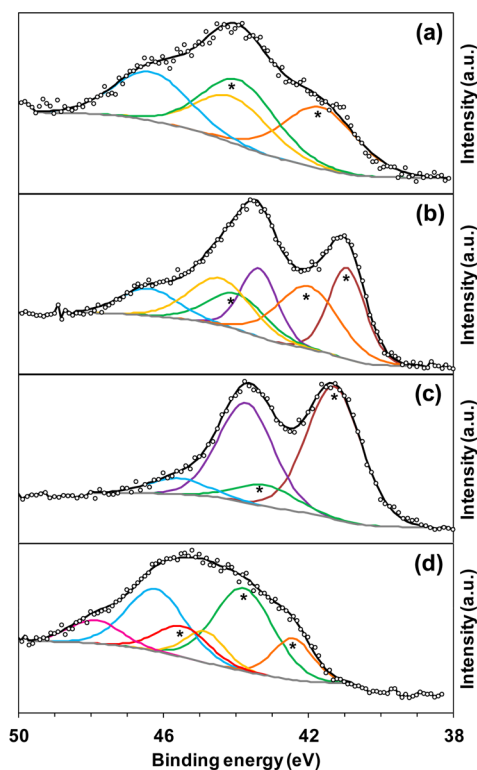 (a)
Intensity (a.u.)
*
*
(b)
Intensity (a.u.)
*
*
*
(c)
Intensity (a.u.)
*
*
(d)
Intensity (a.u.)
*
*
*
50 46 42 38
Binding energy (eV)